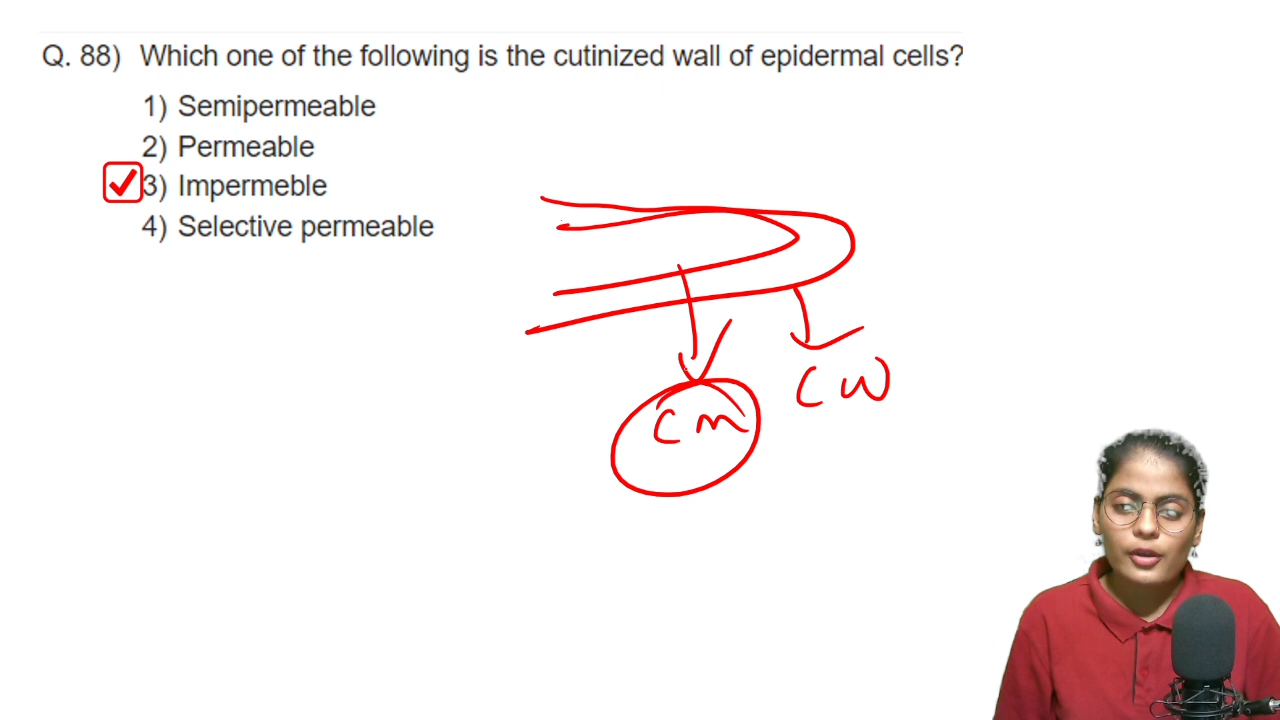 Q. 88) Which one of the following is the cutinized wall of epidermal cells?
1) Semipermeable
2) Permeable
3) Impermeble
4) Selective permeable
CW
CM